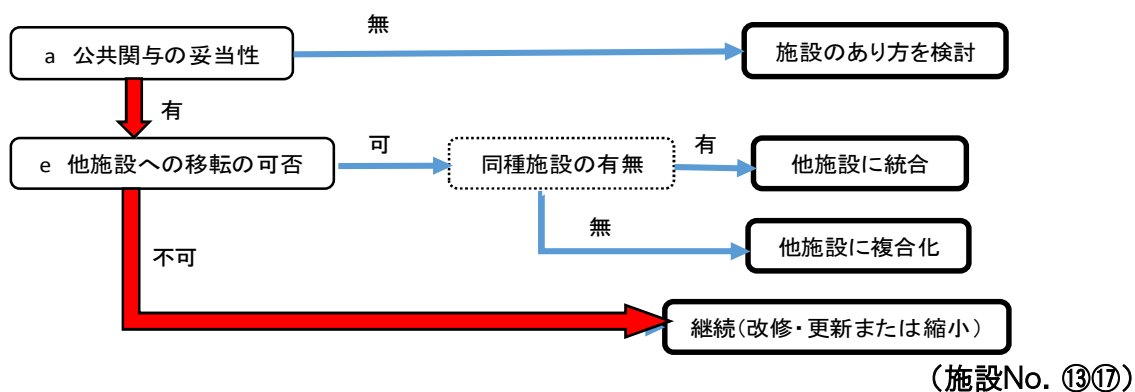 無
a 公共関与の妥当性
施設のあり方を検討
有
e 他施設への移転の可否
可
同種施設の有無
有
他施設に統合
無
他施設に複合化
不可
継続(改修・更新または縮小)
(施設No. ⑬⑰)